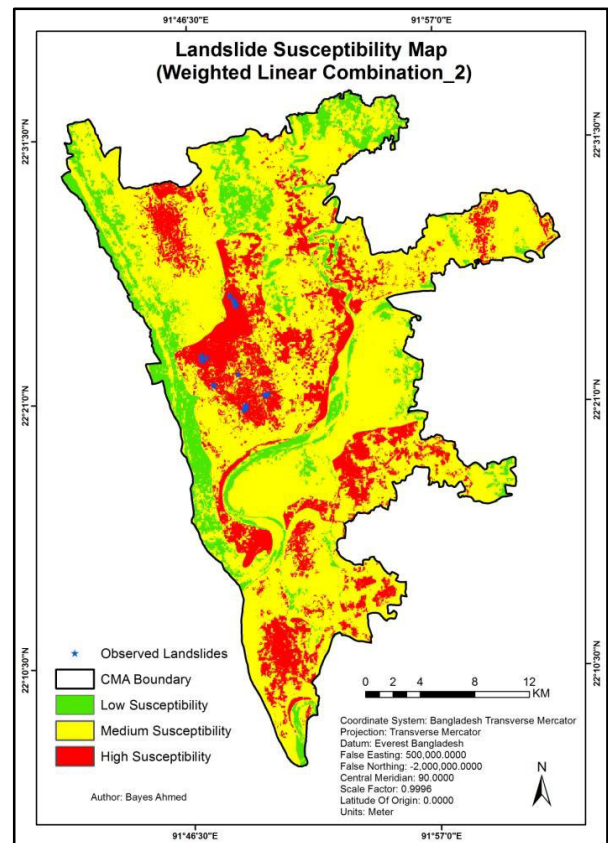 91°46'30"E
91°57'0"E
Landslide Susceptibility Map
(Weighted Linear Combination_2)
22°31'30"N
22°31'30"N
22°21'0"N
22°21'0"N
22°10'30"N
22°10'30"N
Observed Landslides
CMA Boundary
Low Susceptibility
Medium Susceptibility
High Susceptibility
Author: Bayes Ahmed
0 1 2 4 8 12
KM
Coordinate System: Bangladesh Transverse Mercator
Projection: Transverse Mercator
Datum: Everest Bangladesh
False Easting: 500,000.0000
False Northing: -2,000,000.0000
Central Meridian: 90.0000
Scale Factor: 0.9996
Latitude Of Origin: 0.0000
Units: Meter
N
91°46'30"E
91°57'0"E